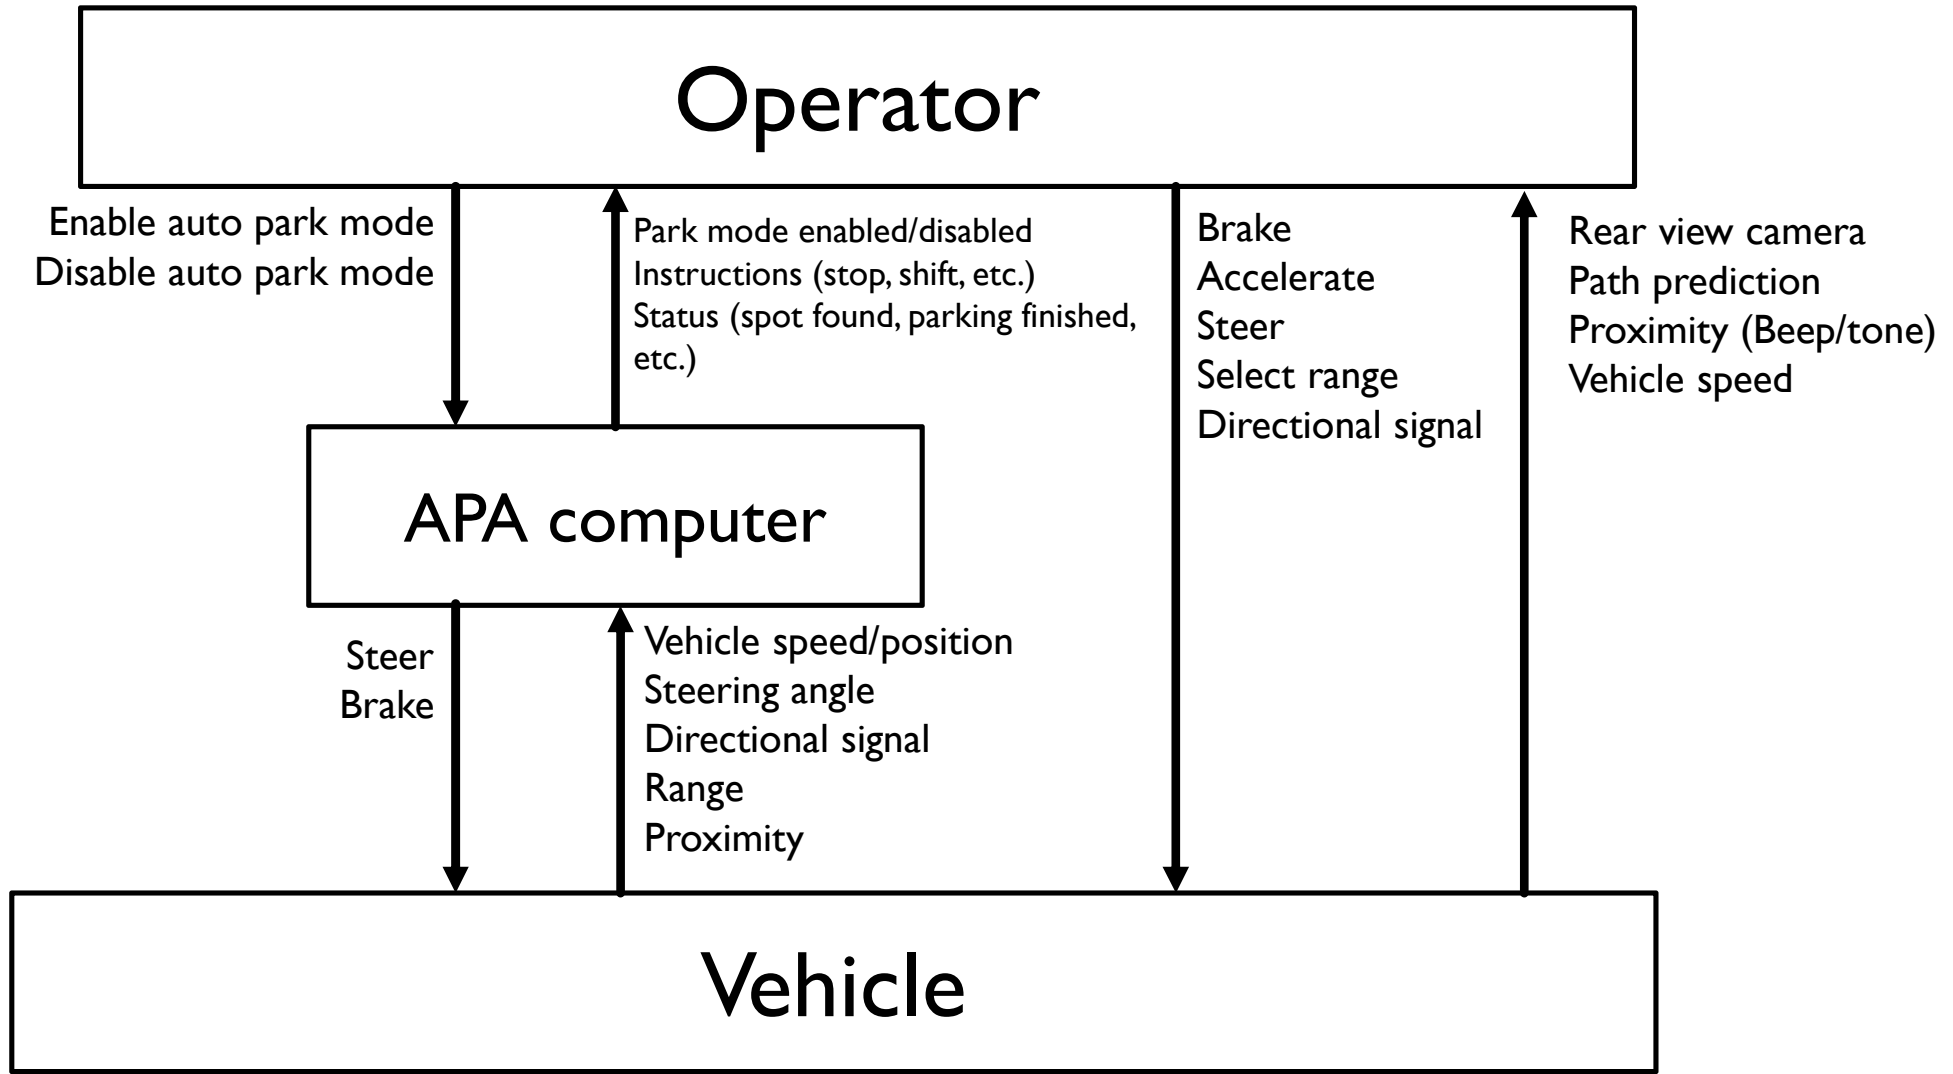 Operator
Enable auto park mode
Disable auto park mode
Park mode enabled/disabled
Instructions (stop, shift, etc.)
Status (spot found, parking finished,
etc.)
Brake
Accelerate
Steer
Select range
Directional signal
Rear view camera
Path prediction
Proximity (Beep/tone)
Vehicle speed
APA computer
Steer
Brake
Vehicle speed/position
Steering angle
Directional signal
Range
Proximity
Vehicle